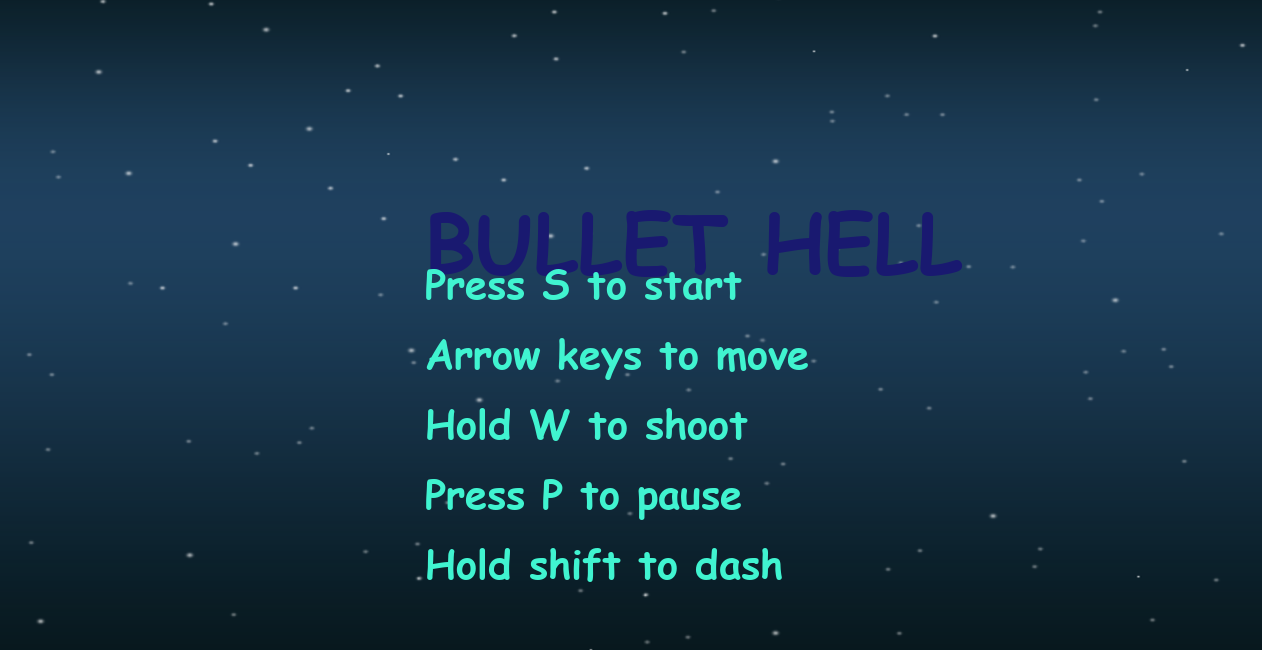 BULLET HELL
Press S to start
Arrow keys to move
Hold W to shoot
Press P to pause
Hold shift to dash